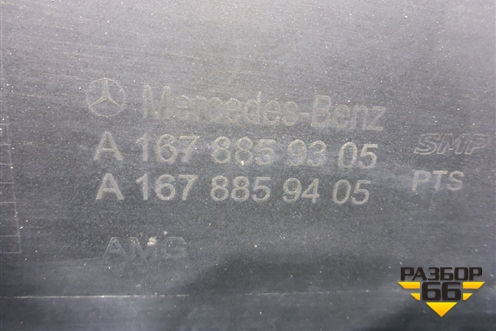 Mercedes-Benz
A 167 885 93 05
SMP
A 167 885 94 05
PTS
AMG
РАЗБОР
66